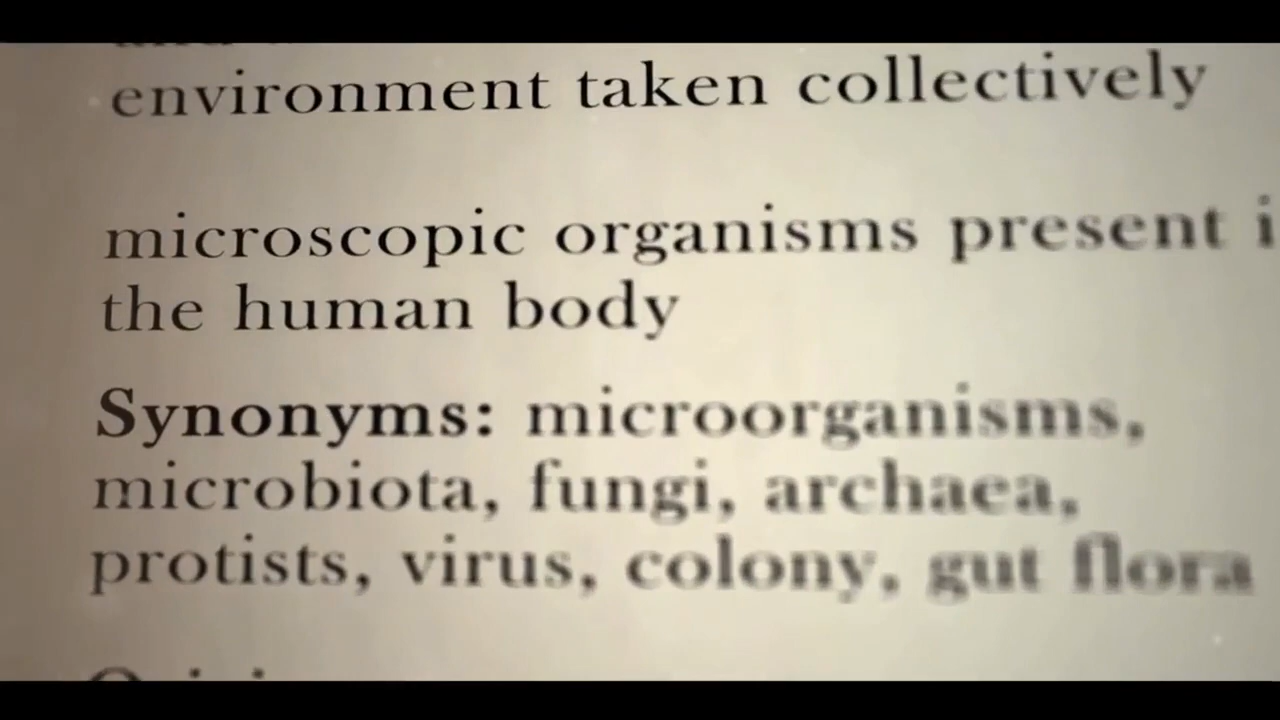 environment taken collectively
microscopic organisms present
the human body
Synonyms: microorganisms,
microbiota, fungi, archaea,
protists, virus, colony, gut flora